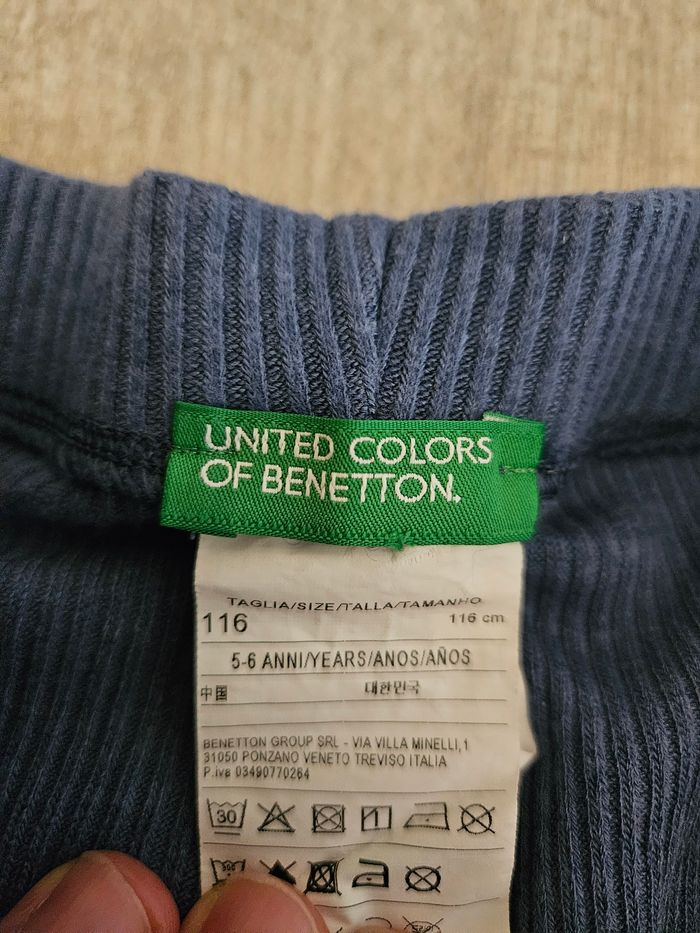 UNITED COLORS
OF BENETTON.
TAGLIA/SIZE/TALLA/TAMANHO
116 116 cm
5-6 ANNI/YEARS/ANOS/AÑOS
中国 대한민국
BENETTON GROUP SRL - VIA VILLA MINELLI,1
31050 PONZANO VENETO TREVISO ITALIA
P.iva 03490770264
30